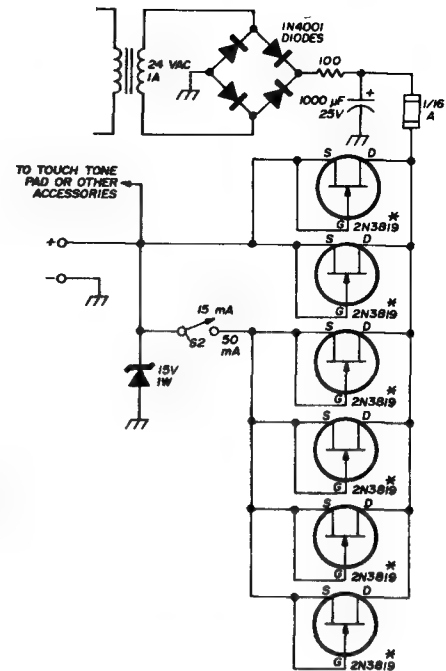 1N4001
DIODES
24 VAC
1A
100
1000 µF
25V
+
1/16
A
TO TOUCH TONE
PAD OR OTHER
ACCESSORIES
S D
G 2N3819 *
+
S D
G 2N3819 *
-
15 mA
S2
50
mA
S D
G 2N3819 *
15V
1W
S D
G 2N3819 *
S D
G 2N3819 *
S D
G 2N3819 *